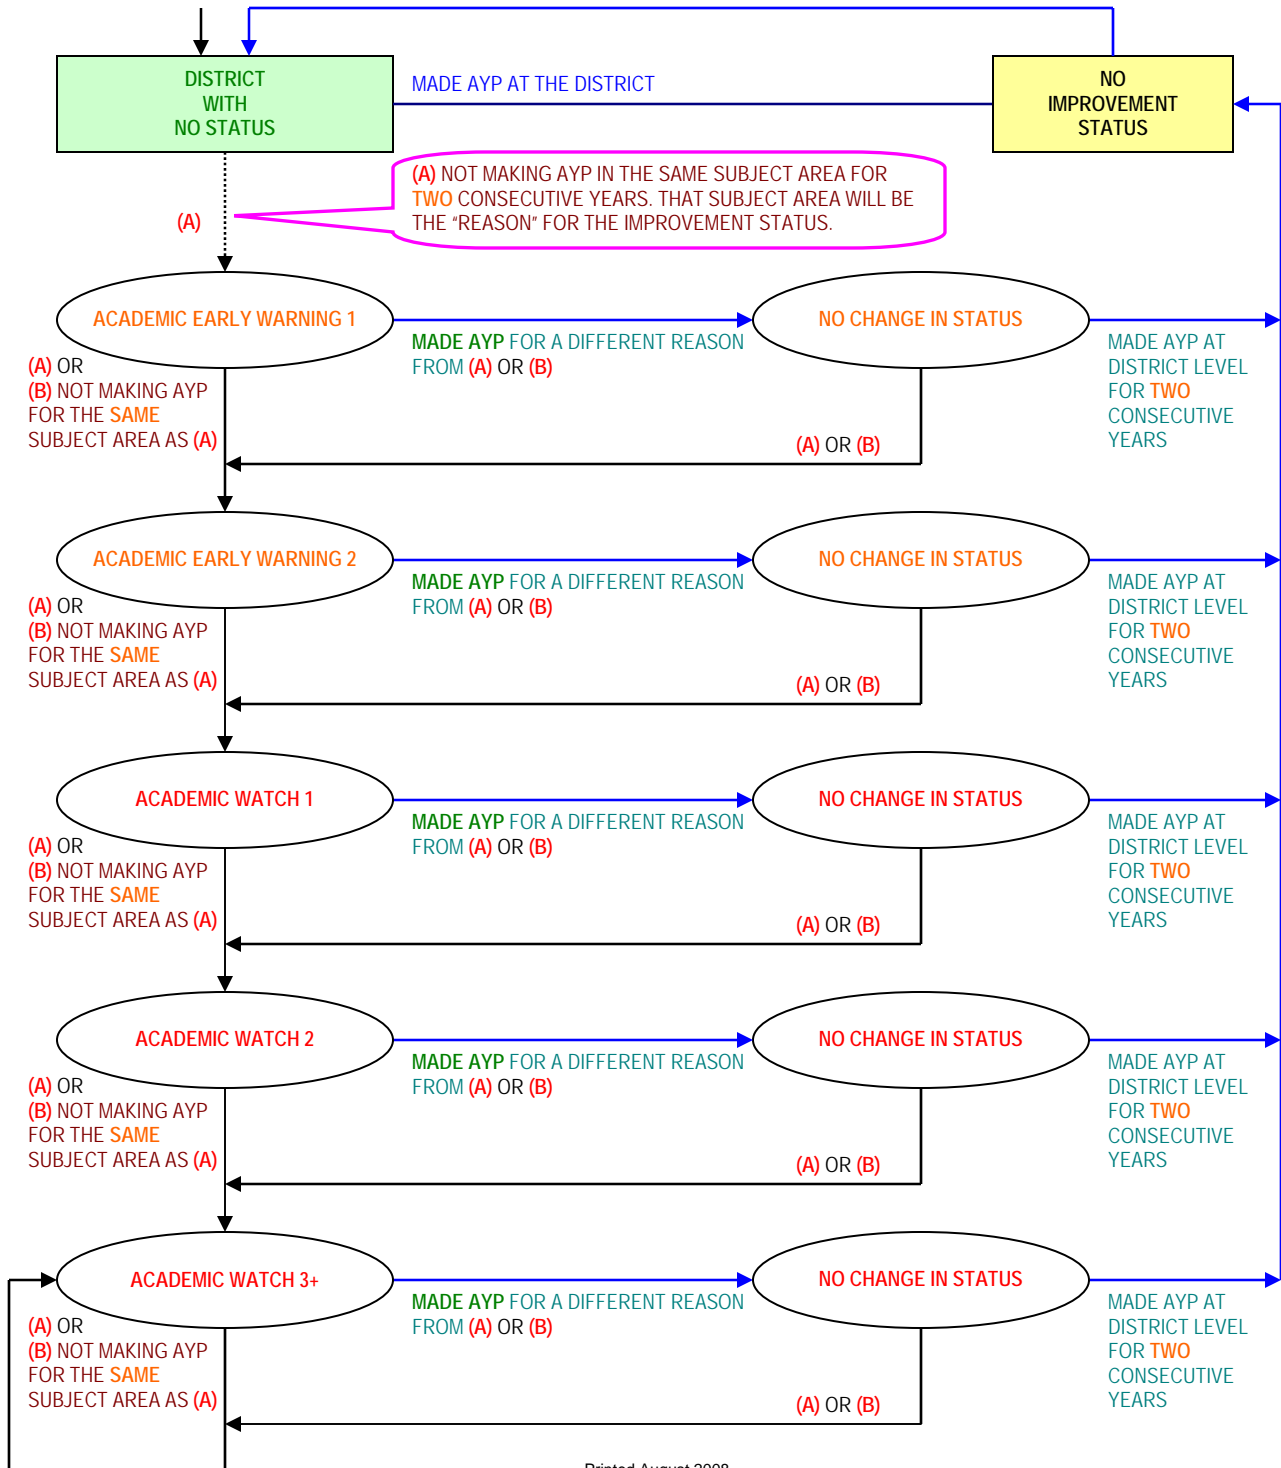 DISTRICT
WITH
NO STATUS
MADE AYP AT THE DISTRICT
NO
IMPROVEMENT
STATUS
(A) NOT MAKING AYP IN THE SAME SUBJECT AREA FOR
TWO CONSECUTIVE YEARS. THAT SUBJECT AREA WILL BE
THE “REASON” FOR THE IMPROVEMENT STATUS.
(A)
ACADEMIC EARLY WARNING 1
NO CHANGE IN STATUS
MADE AYP FOR A DIFFERENT REASON
FROM (A) OR (B)
MADE AYP AT
DISTRICT LEVEL
FOR TWO
CONSECUTIVE
YEARS
(A) OR
(B) NOT MAKING AYP
FOR THE SAME
SUBJECT AREA AS (A)
(A) OR (B)
ACADEMIC EARLY WARNING 2
NO CHANGE IN STATUS
MADE AYP FOR A DIFFERENT REASON
FROM (A) OR (B)
MADE AYP AT
DISTRICT LEVEL
FOR TWO
CONSECUTIVE
YEARS
(A) OR
(B) NOT MAKING AYP
FOR THE SAME
SUBJECT AREA AS (A)
(A) OR (B)
ACADEMIC WATCH 1
NO CHANGE IN STATUS
MADE AYP FOR A DIFFERENT REASON
FROM (A) OR (B)
MADE AYP AT
DISTRICT LEVEL
FOR TWO
CONSECUTIVE
YEARS
(A) OR
(B) NOT MAKING AYP
FOR THE SAME
SUBJECT AREA AS (A)
(A) OR (B)
ACADEMIC WATCH 2
NO CHANGE IN STATUS
MADE AYP FOR A DIFFERENT REASON
FROM (A) OR (B)
MADE AYP AT
DISTRICT LEVEL
FOR TWO
CONSECUTIVE
YEARS
(A) OR
(B) NOT MAKING AYP
FOR THE SAME
SUBJECT AREA AS (A)
(A) OR (B)
ACADEMIC WATCH 3+
NO CHANGE IN STATUS
MADE AYP FOR A DIFFERENT REASON
FROM (A) OR (B)
MADE AYP AT
DISTRICT LEVEL
FOR TWO
CONSECUTIVE
YEARS
(A) OR
(B) NOT MAKING AYP
FOR THE SAME
SUBJECT AREA AS (A)
(A) OR (B)
Printed August 2008